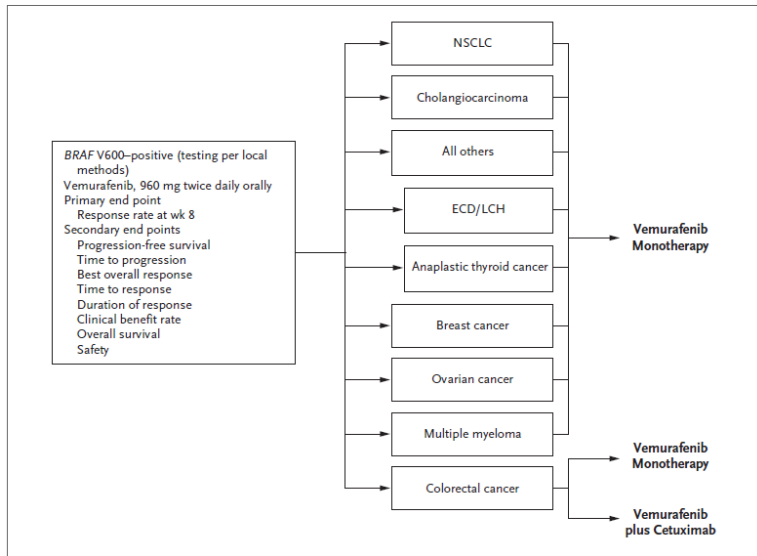 BRAF V600–positive (testing per local
methods)
Vemurafenib, 960 mg twice daily orally
Primary end point
Response rate at wk 8
Secondary end points
Progression-free survival
Time to progression
Best overall response
Time to response
Duration of response
Clinical benefit rate
Overall survival
Safety
NSCLC
Cholangiocarcinoma
All others
ECD/LCH
Anaplastic thyroid cancer
Breast cancer
Ovarian cancer
Multiple myeloma
Colorectal cancer
Vemurafenib
Monotherapy
Vemurafenib
Monotherapy
Vemurafenib
plus Cetuximab